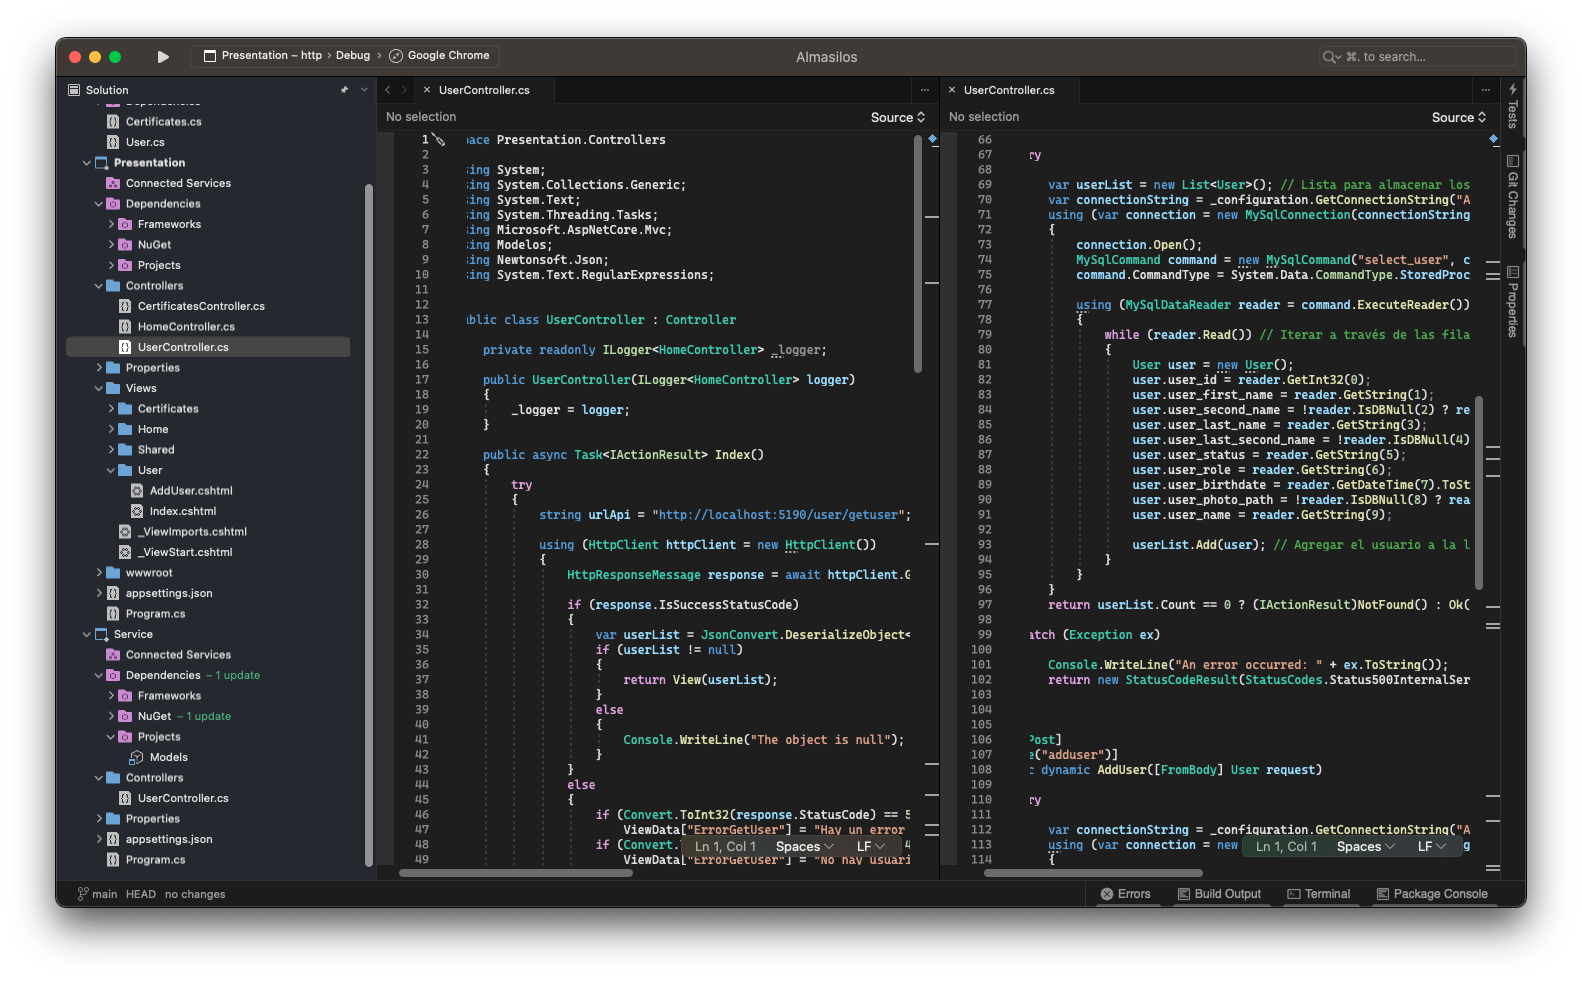 Presentation – http › Debug › Google Chrome
Almasilos
⌘. to search...
Solution
Dependencies
Certificates.cs
User.cs
Presentation
Connected Services
Dependencies
Frameworks
NuGet
Projects
Controllers
CertificatesController.cs
HomeController.cs
UserController.cs
Properties
Views
Certificates
Home
Shared
User
AddUser.cshtml
Index.cshtml
_ViewImports.cshtml
_ViewStart.cshtml
wwwroot
appsettings.json
Program.cs
Service
Connected Services
Dependencies – 1 update
Frameworks
NuGet – 1 update
Projects
Models
Controllers
UserController.cs
Properties
appsettings.json
Program.cs
UserController.cs
No selection
Source
1 ace Presentation.Controllers
2
3 ing System;
4 ing System.Collections.Generic;
5 ing System.Text;
6 ing System.Threading.Tasks;
7 ing Microsoft.AspNetCore.Mvc;
8 ing Modelos;
9 ing Newtonsoft.Json;
10 ing System.Text.RegularExpressions;
11
12
13 ublic class UserController : Controller
14
15 private readonly ILogger<HomeController> _logger;
16
17 public UserController(ILogger<HomeController> logger)
18 {
19 _logger = logger;
20 }
21
22 public async Task<IActionResult> Index()
23 {
24 try
25 {
26 string urlApi = "http://localhost:5190/user/getuser";
27
28 using (HttpClient httpClient = new HttpClient())
29 {
30 HttpResponseMessage response = await httpClient.G
31
32 if (response.IsSuccessStatusCode)
33 {
34 var userList = JsonConvert.DeserializeObject<
35 if (userList != null)
36 {
37 return View(userList);
38 }
39 else
40 {
41 Console.WriteLine("The object is null");
42 }
43 }
44 else
45 {
46 if (Convert.ToInt32(response.StatusCode) == 5
47 ViewData["ErrorGetUser"] = "Hay un error
48 if (Convert. 4
49 ViewData["ErrorGetUser"] = "No hay usuari
Ln 1, Col 1 Spaces LF
UserController.cs
No selection
Source
66
67 ry
68
69 var userList = new List<User>(); // Lista para almacenar los
70 var connectionString = _configuration.GetConnectionString("A
71 using (var connection = new MySqlConnection(connectionString
72 {
73 connection.Open();
74 MySqlCommand command = new MySqlCommand("select_user", c
75 command.CommandType = System.Data.CommandType.StoredProc
76
77 using (MySqlDataReader reader = command.ExecuteReader())
78 {
79 while (reader.Read()) // Iterar a través de las fila
80 {
81 User user = new User();
82 user.user_id = reader.GetInt32(0);
83 user.user_first_name = reader.GetString(1);
84 user.user_second_name = !reader.IsDBNull(2) ? re
85 user.user_last_name = reader.GetString(3);
86 user.user_last_second_name = !reader.IsDBNull(4)
87 user.user_status = reader.GetString(5);
88 user.user_role = reader.GetString(6);
89 user.user_birthdate = reader.GetDateTime(7).ToSt
90 user.user_photo_path = !reader.IsDBNull(8) ? rea
91 user.user_name = reader.GetString(9);
92
93 userList.Add(user); // Agregar el usuario a la l
94 }
95 }
96 }
97 return userList.Count == 0 ? (IActionResult)NotFound() : Ok(
98
99 atch (Exception ex)
100
101 Console.WriteLine("An error occurred: " + ex.ToString());
102 return new StatusCodeResult(StatusCodes.Status500InternalSer
103
104
105
106 Post]
107 e("adduser")]
108 c dynamic AddUser([FromBody] User request)
109
110 ry
111
112 var connectionString = _configuration.GetConnectionString("A
113 using (var connection = new g
114 {
Ln 1, Col 1 Spaces LF
Tests
Git Changes
Properties
main HEAD no changes
Errors
Build Output
Terminal
Package Console